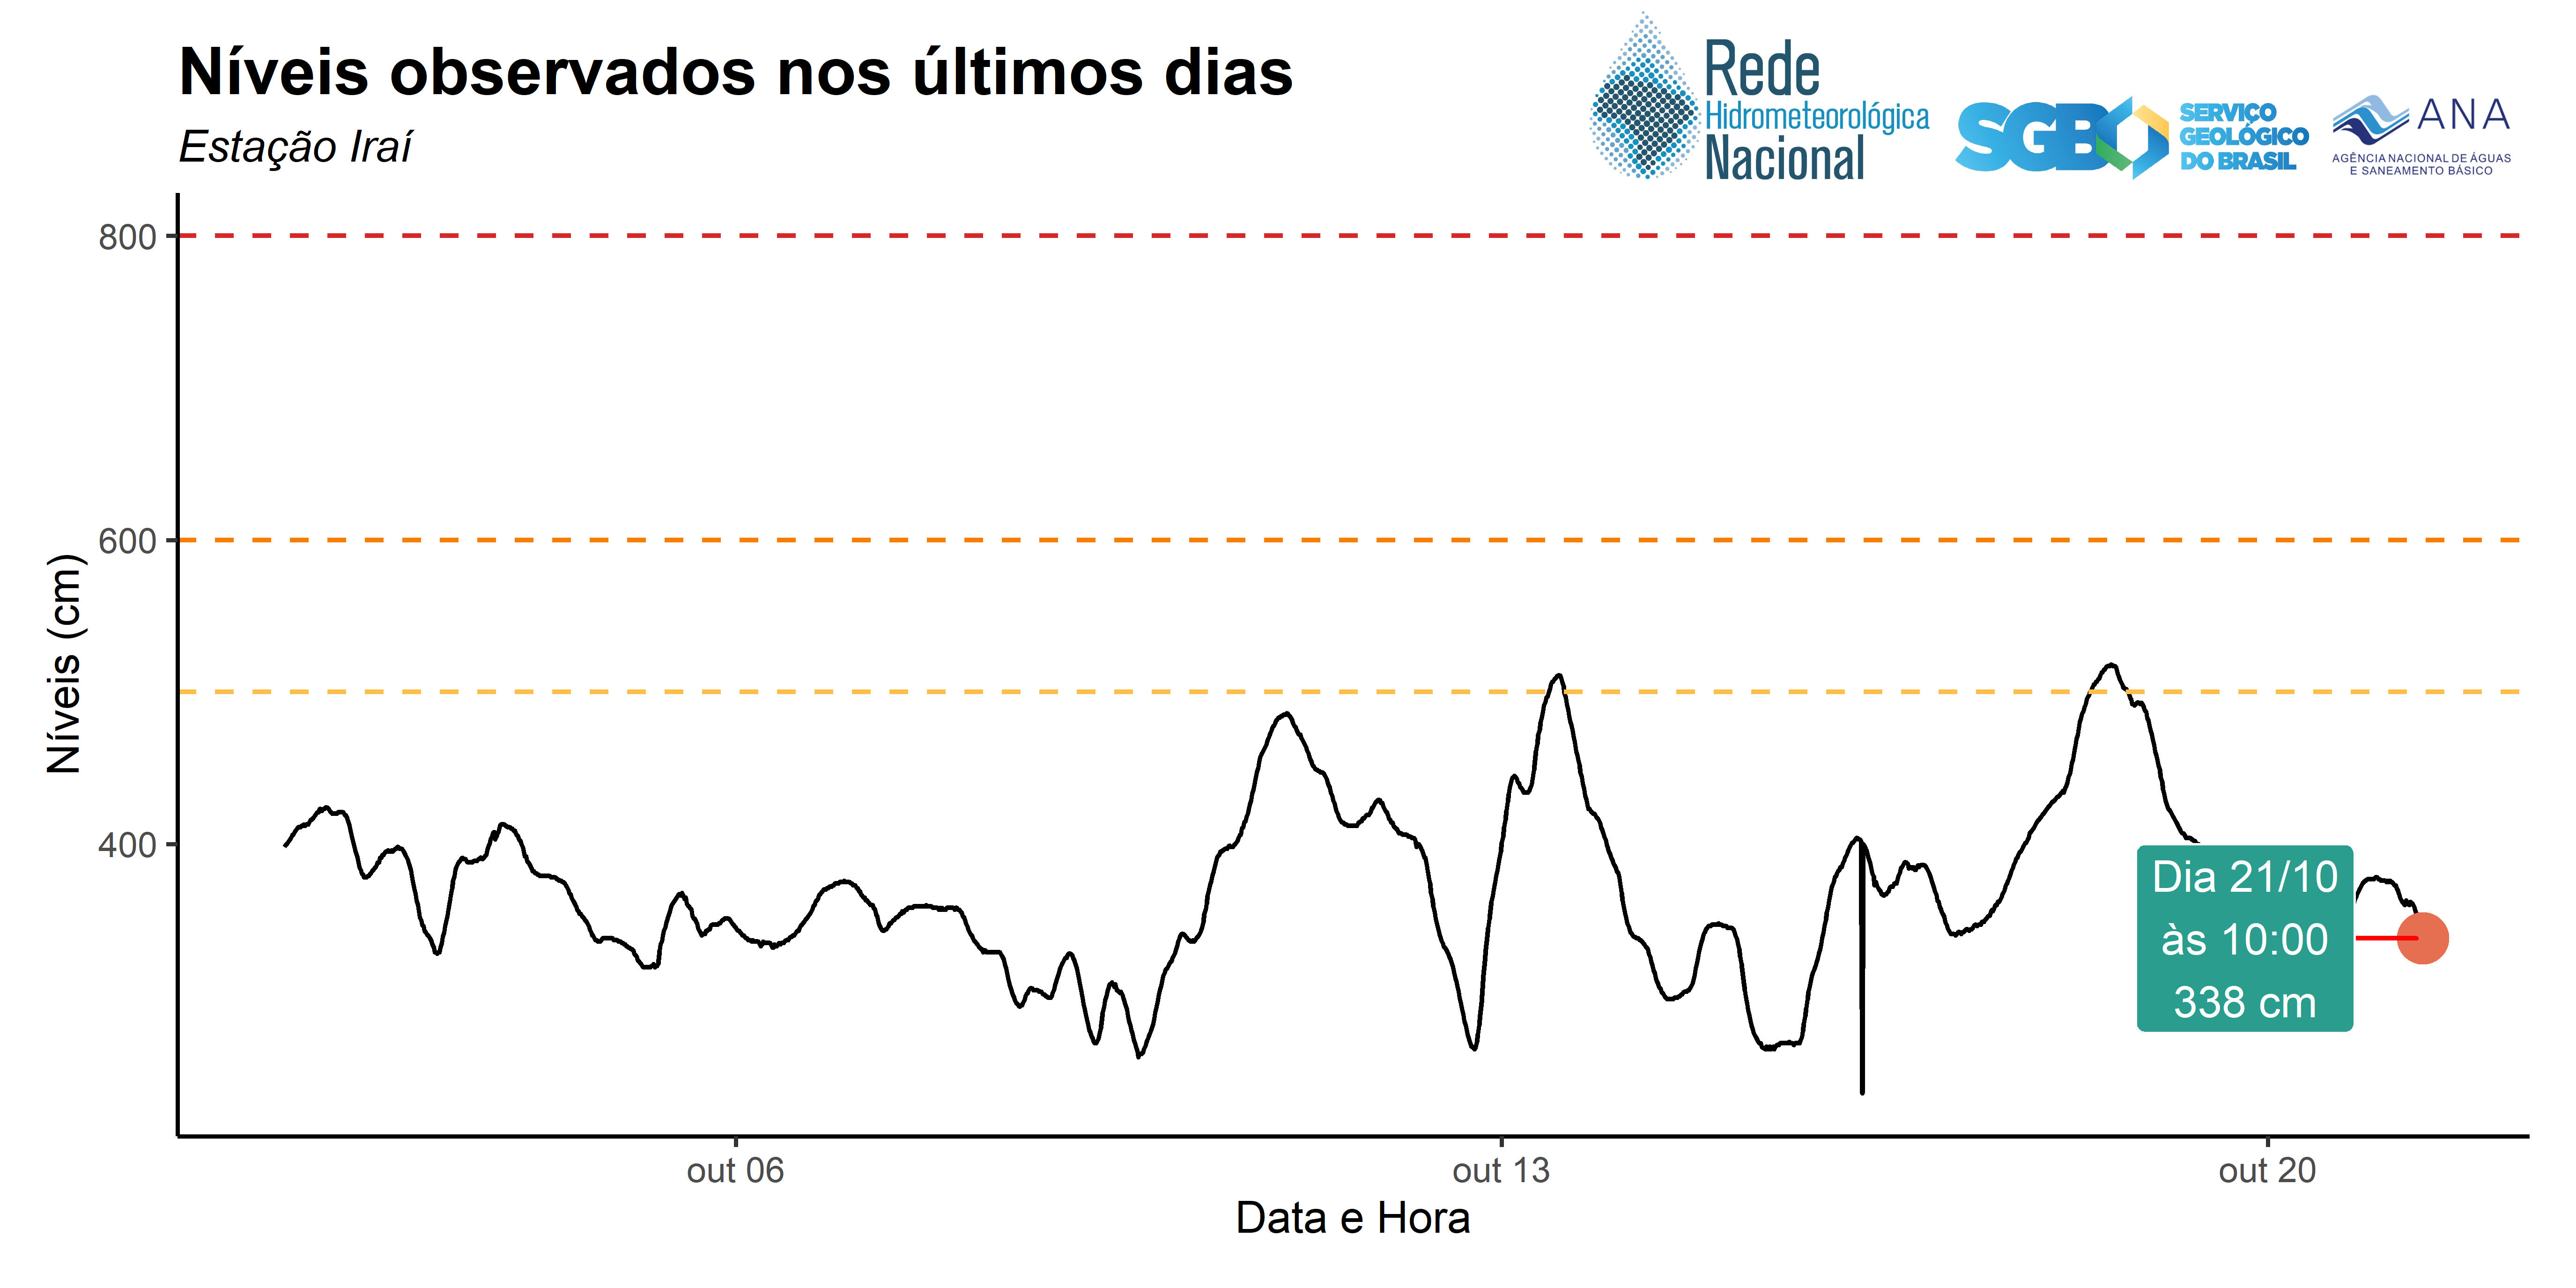 Níveis observados nos últimos dias
Estação Iraí
Rede
Hidrometeorológica
Nacional
SGB
SERVIÇO
GEOLÓGICO
DO BRASIL
ANA
AGÊNCIA NACIONAL DE ÁGUAS
E SANEAMENTO BÁSICO
800
600
400
Níveis (cm)
Dia 21/10
às 10:00
338 cm
out 06
out 13
out 20
Data e Hora